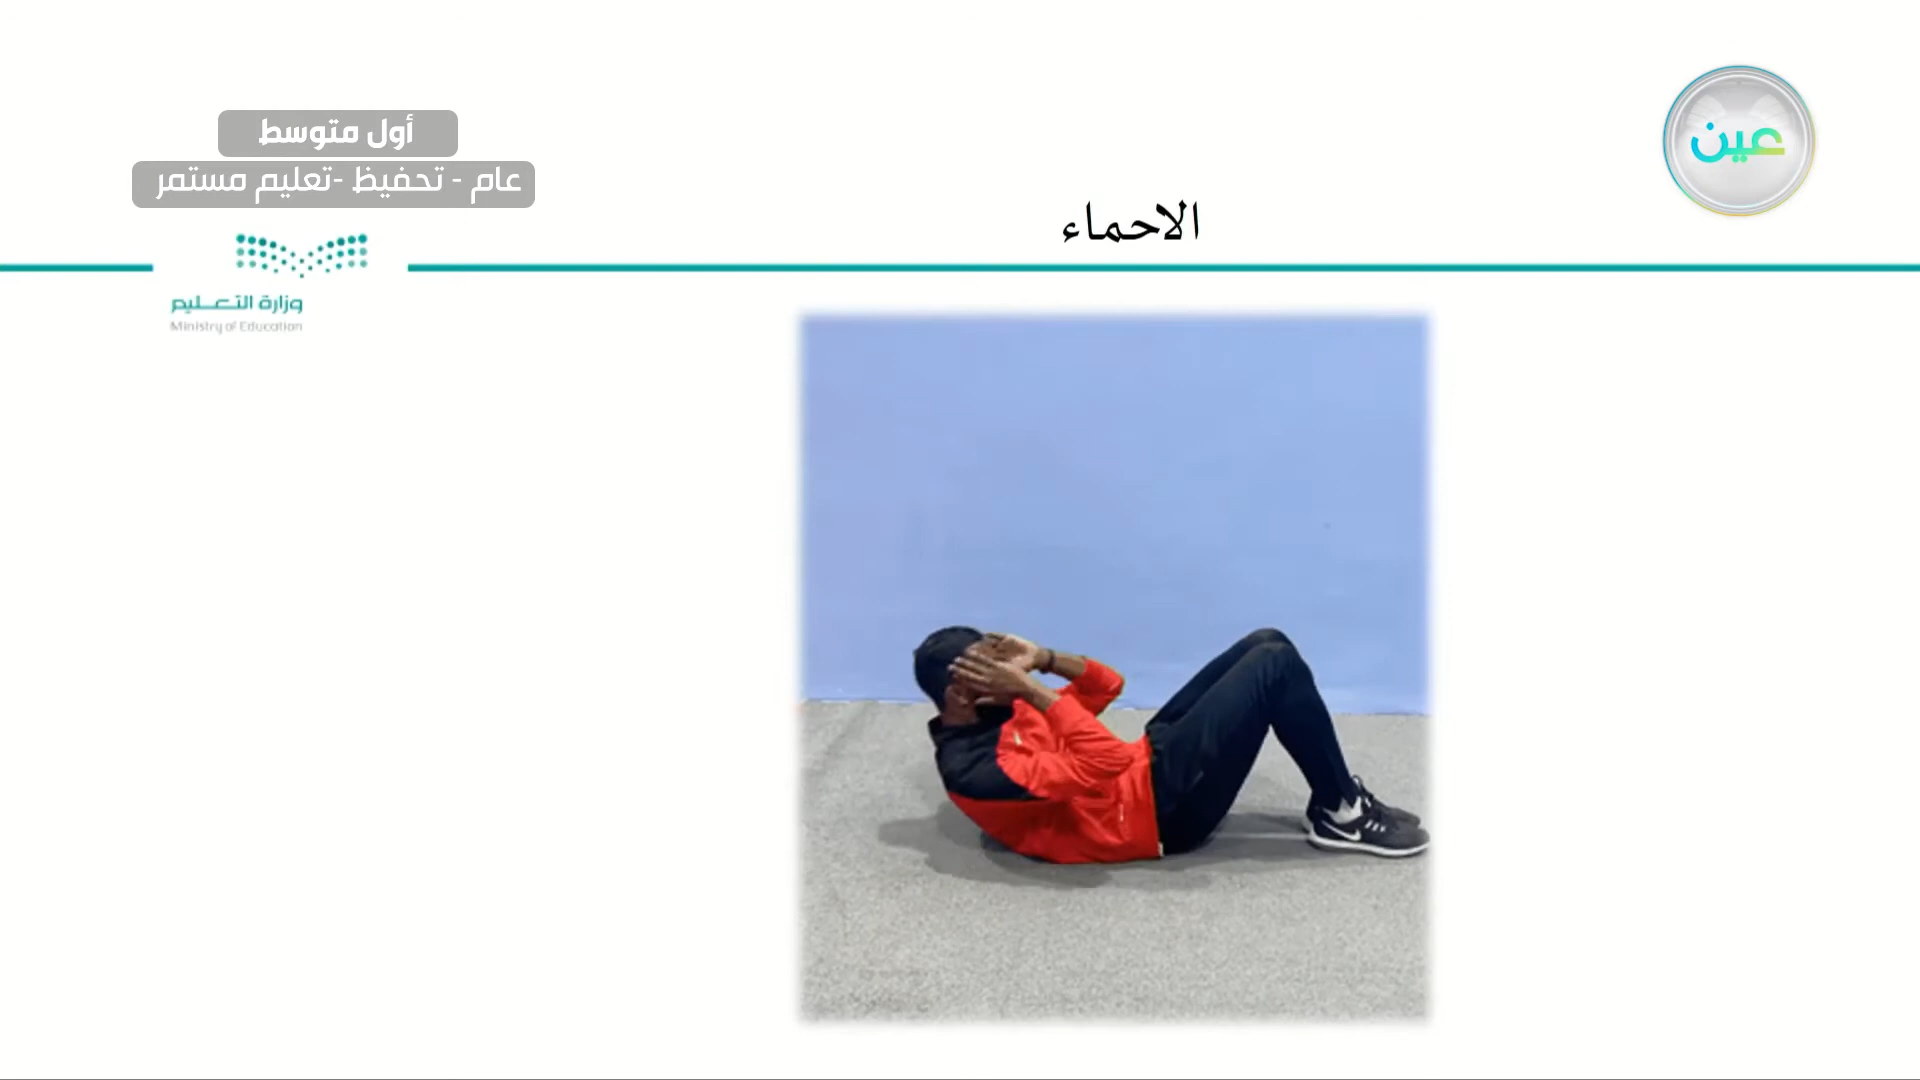 أول متوسط
عام - تحفيظ -تعليم مستمر
عين
الاحماء
وزارة التعليم
Ministry of Education